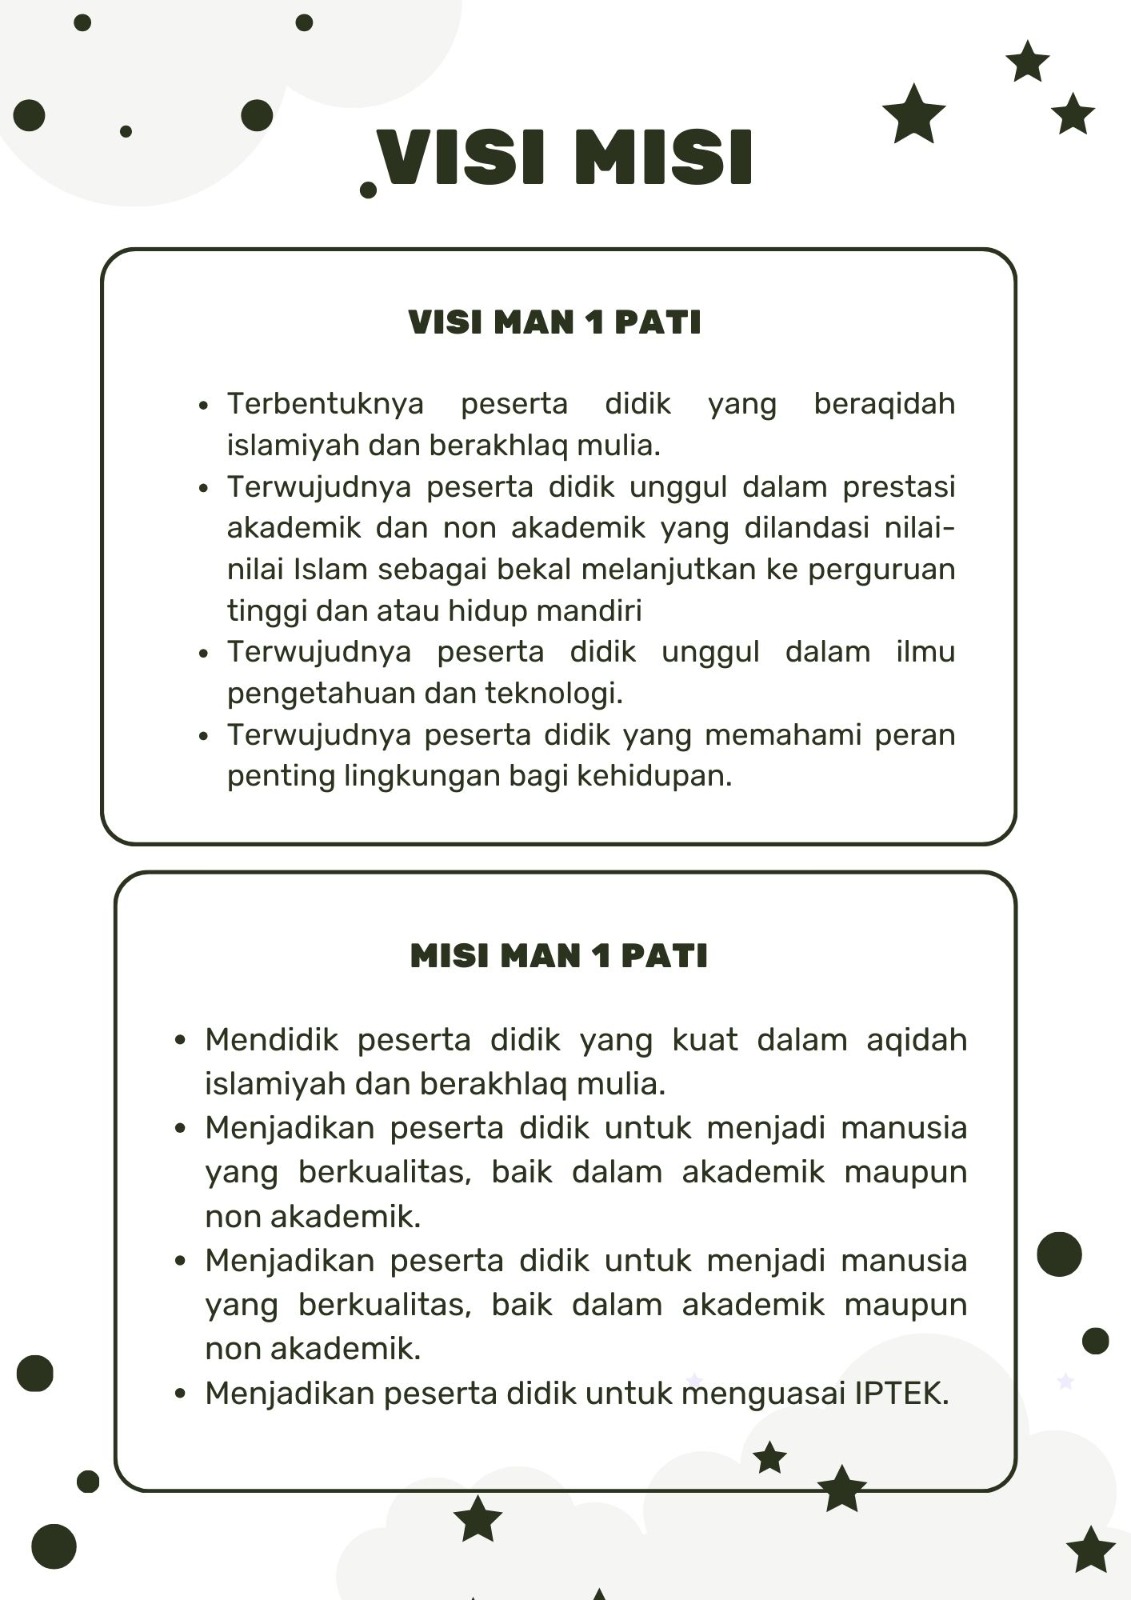 VISI MISI
VISI MAN 1 PATI
• Terbentuknya peserta didik yang beraqidah
islamiyah dan berakhlaq mulia.
• Terwujudnya peserta didik unggul dalam prestasi
akademik dan non akademik yang dilandasi nilai-
nilai Islam sebagai bekal melanjutkan ke perguruan
tinggi dan atau hidup mandiri
• Terwujudnya peserta didik unggul dalam ilmu
pengetahuan dan teknologi.
• Terwujudnya peserta didik yang memahami peran
penting lingkungan bagi kehidupan.
MISI MAN 1 PATI
• Mendidik peserta didik yang kuat dalam aqidah
islamiyah dan berakhlaq mulia.
• Menjadikan peserta didik untuk menjadi manusia
yang berkualitas, baik dalam akademik maupun
non akademik.
• Menjadikan peserta didik untuk menjadi manusia
yang berkualitas, baik dalam akademik maupun
non akademik.
• Menjadikan peserta didik untuk menguasai IPTEK.